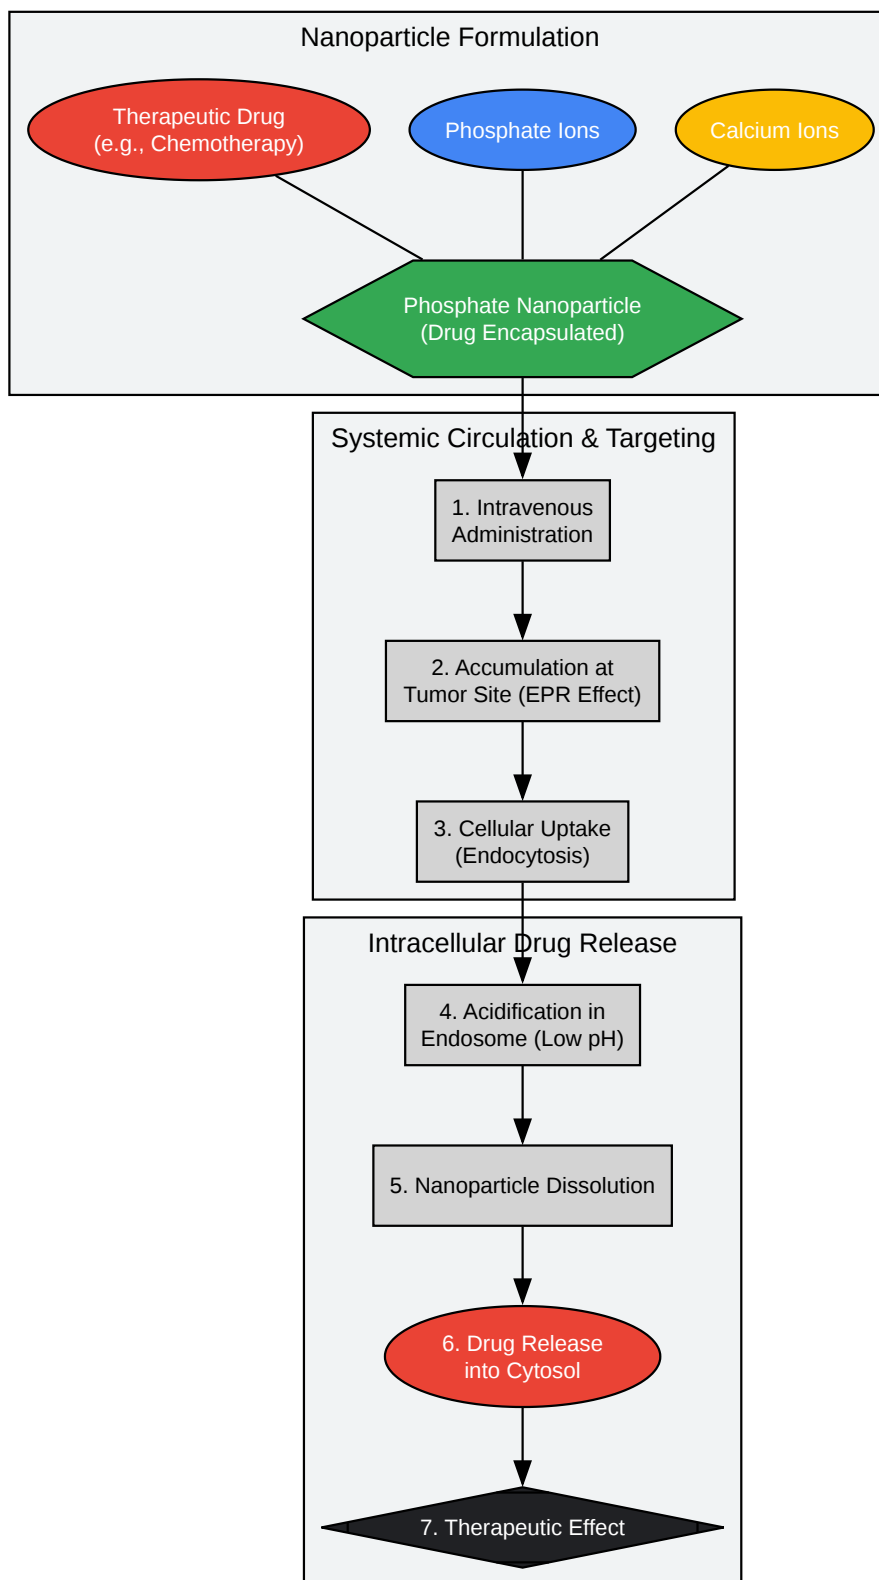 Nanoparticle Formulation
Therapeutic Drug
(e.g., Chemotherapy)
Phosphate Ions
Calcium Ions
Phosphate Nanoparticle
(Drug Encapsulated)
Systemic Circulation & Targeting
1. Intravenous
Administration
2. Accumulation at
Tumor Site (EPR Effect)
3. Cellular Uptake
(Endocytosis)
Intracellular Drug Release
4. Acidification in
Endosome (Low pH)
5. Nanoparticle Dissolution
6. Drug Release
into Cytosol
7. Therapeutic Effect